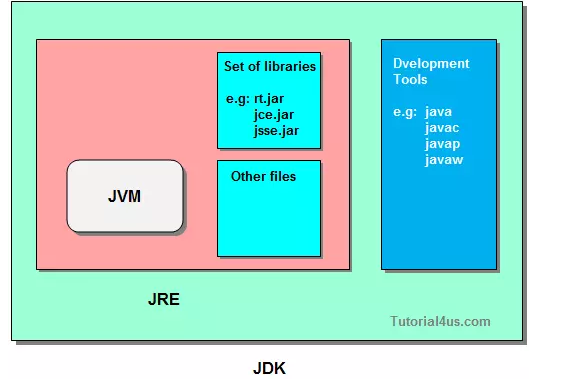 Set of libraries
e.g: rt.jar
jce.jar
jsse.jar
Other files
JVM
JRE
Dvelopment
Tools
e.g: java
javac
javap
javaw
Tutorial4us.com
JDK